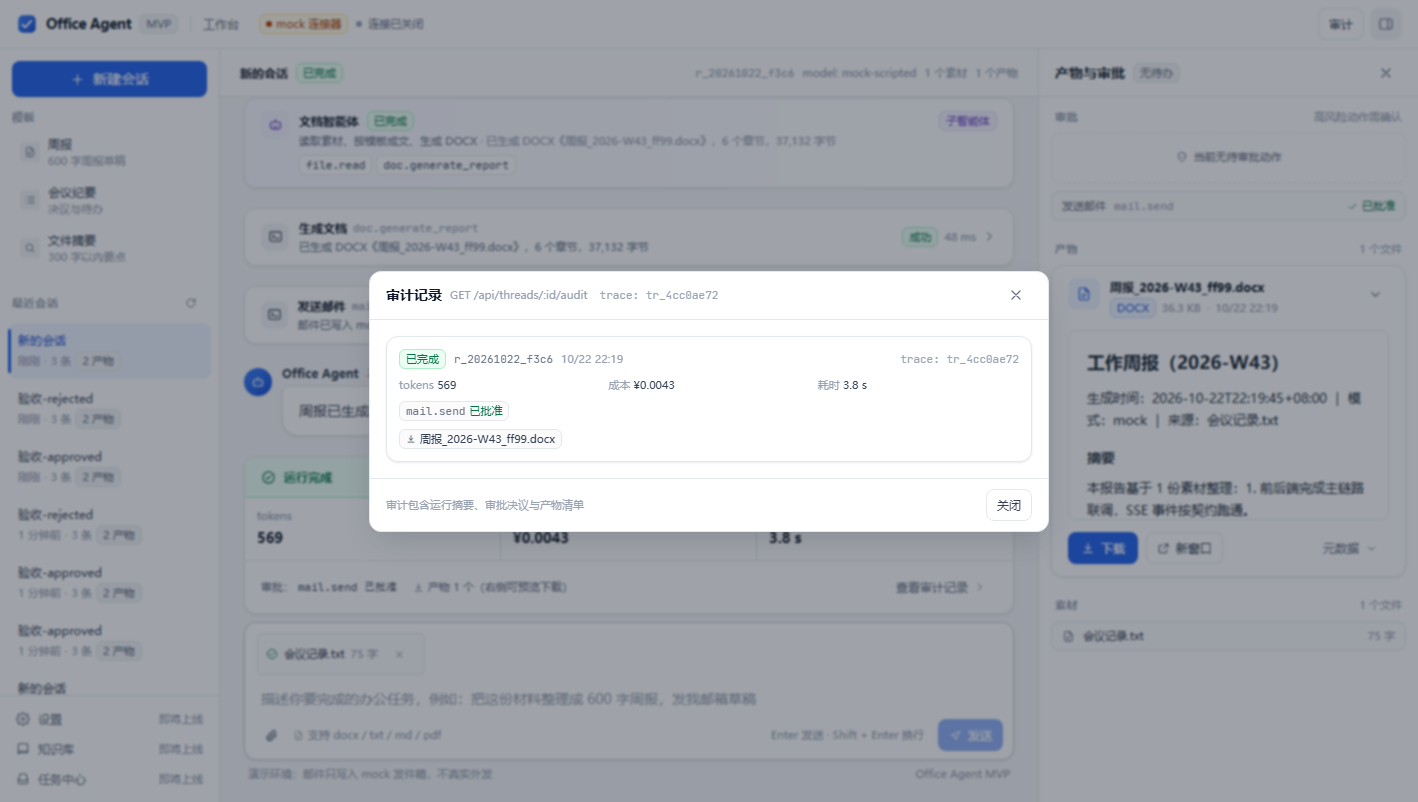 Office Agent MVP 工作台 mock 连接器 连接已关闭 审计
+ 新建会话
模板
周报
600 字周报草稿
会议纪要
决议与待办
文件摘要
300 字以内要点
最近会话
新的会话
刚刚 · 3 条 2 产物
验收-rejected
刚刚 · 3 条 2 产物
验收-approved
刚刚 · 3 条 2 产物
验收-rejected
1 分钟前 · 3 条 2 产物
验收-approved
1 分钟前 · 3 条 2 产物
验收-approved
1 分钟前 · 3 条 2 产物
新的会话
设置 即将上线
知识库 即将上线
任务中心 即将上线
新的会话 已完成 r_20261022_f3c6 model: mock-scripted 1 个素材 1 个产物
文档智能体 已完成 子智能体
读取素材、按模板成文、生成 DOCX · 已生成 DOCX《周报_2026-W43_ff99.docx》，6 个章节，37,132 字节
file.read doc.generate_report
生成文档 doc.generate_report
已生成 DOCX《周报_2026-W43_ff99.docx》，6 个章节，37,132 字节
成功 48 ms
发送邮件
邮件已写入
Office Agent
周报已生成
运行完成
tokens
569 ¥0.0043 3.8 s
审批: mail.send 已批准 产物 1 个（右侧可预览下载） 查看审计记录
会议记录.txt 75 字
描述你要完成的办公任务，例如：把这份材料整理成 600 字周报，发我邮箱草稿
支持 docx / txt / md / pdf Enter 发送 · Shift + Enter 换行 发送
演示环境：邮件只写入 mock 发件箱，不真实外发 Office Agent MVP
审计记录 GET /api/threads/:id/audit trace: tr_4cc0ae72
已完成 r_20261022_f3c6 10/22 22:19 trace: tr_4cc0ae72
tokens 569 成本 ¥0.0043 耗时 3.8 s
mail.send 已批准
周报_2026-W43_ff99.docx
审计包含运行摘要、审批决议与产物清单 关闭
产物与审批 无待办
审批 高风险动作需确认
当前无待审批动作
发送邮件 mail.send 已批准
产物 1 个文件
周报_2026-W43_ff99.docx
DOCX 36.3 KB · 10/22 22:19
工作周报（2026-W43）
生成时间：2026-10-22T22:19:45+08:00 | 模
式：mock | 来源：会议记录.txt
摘要
本报告基于 1 份素材整理：1. 前后端完成主链路
联调，SSE 事件按契约跑通。
下载 新窗口 元数据
素材 1 个文件
会议记录.txt 75 字